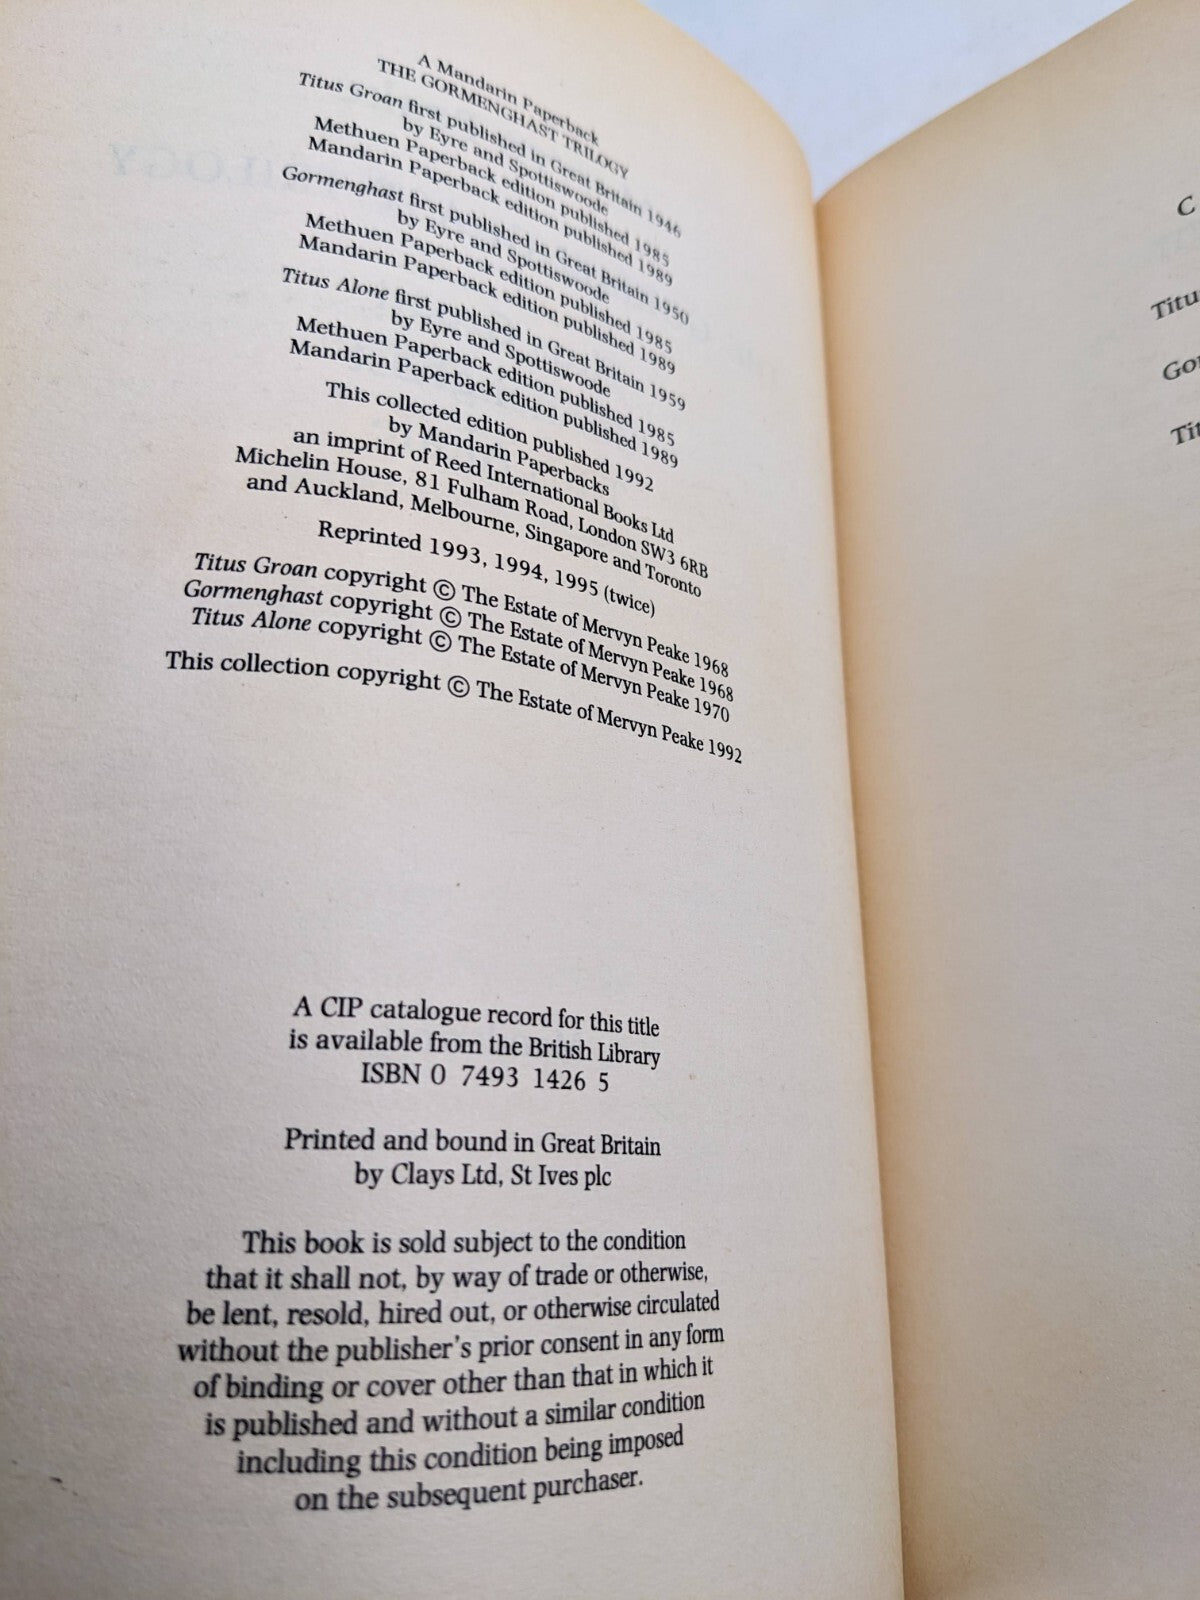 A Mandarin Paperback
THE GORMENGHAST TRILOGY
Titus Groan first published in Great Britain 1946
by Eyre and Spottiswoode
Methuen Paperback edition published 1985
Mandarin Paperback edition published 1989
Gormenghast first published in Great Britain 1950
by Eyre and Spottiswoode
Methuen Paperback edition published 1985
Mandarin Paperback edition published 1989
Titus Alone first published in Great Britain 1959
by Eyre and Spottiswoode
Methuen Paperback edition published 1985
Mandarin Paperback edition published 1989
This collected edition published 1992
by Mandarin Paperbacks
an imprint of Reed International Books Ltd
Michelin House, 81 Fulham Road, London SW3 6RB
and Auckland, Melbourne, Singapore and Toronto
Reprinted 1993, 1994, 1995 (twice)
Titus Groan copyright © The Estate of Mervyn Peake 1968
Gormenghast copyright © The Estate of Mervyn Peake 1968
Titus Alone copyright © The Estate of Mervyn Peake 1970
This collection copyright © The Estate of Mervyn Peake 1992
A CIP catalogue record for this title
is available from the British Library
ISBN 0 7493 1426 5
Printed and bound in Great Britain
by Clays Ltd, St Ives plc
This book is sold subject to the condition
that it shall not, by way of trade or otherwise,
be lent, resold, hired out, or otherwise circulated
without the publisher's prior consent in any form
of binding or cover other than that in which it
is published and without a similar condition
including this condition being imposed
on the subsequent purchaser.
C
Titu
Go
Tit